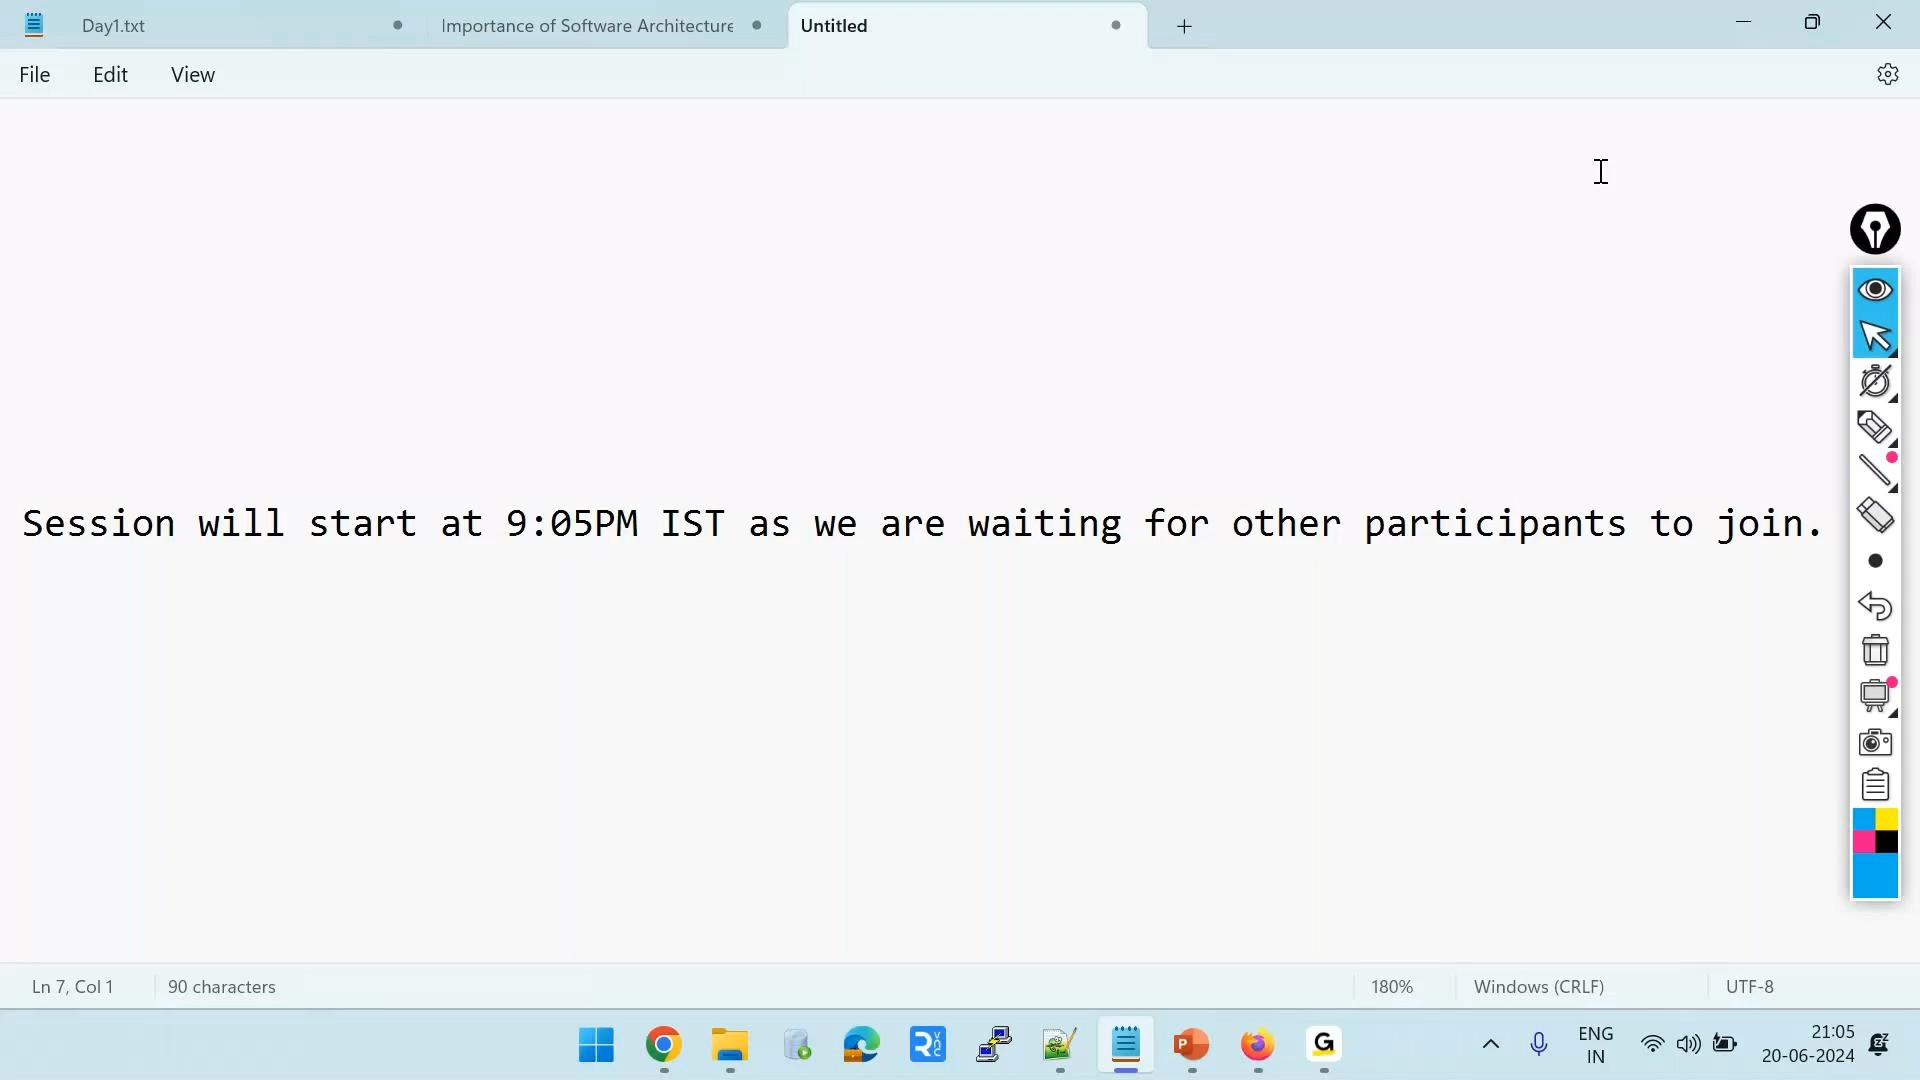 Day1.txt
Importance of Software Architecture
Untitled
File Edit View
Session will start at 9:05PM IST as we are waiting for other participants to join.
Ln 7, Col 1
90 characters
180%
Windows (CRLF)
UTF-8
ENG
IN
21:05
20-06-2024